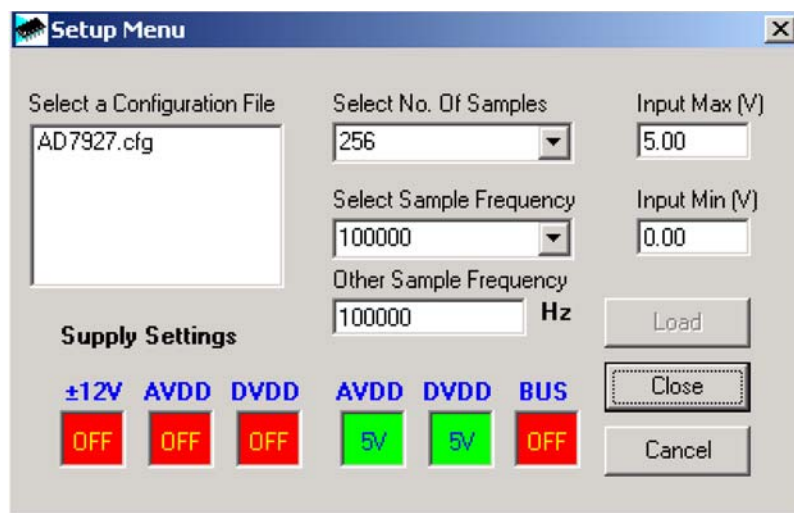 Setup Menu
Select a Configuration File
AD7927.cfg
Select No. Of Samples
256
Input Max (V)
5.00
Select Sample Frequency
100000
Input Min (V)
0.00
Other Sample Frequency
100000 Hz
Load
Supply Settings
±12V AVDD DVDD AVDD DVDD BUS
OFF OFF OFF 5V 5V OFF
Close
Cancel